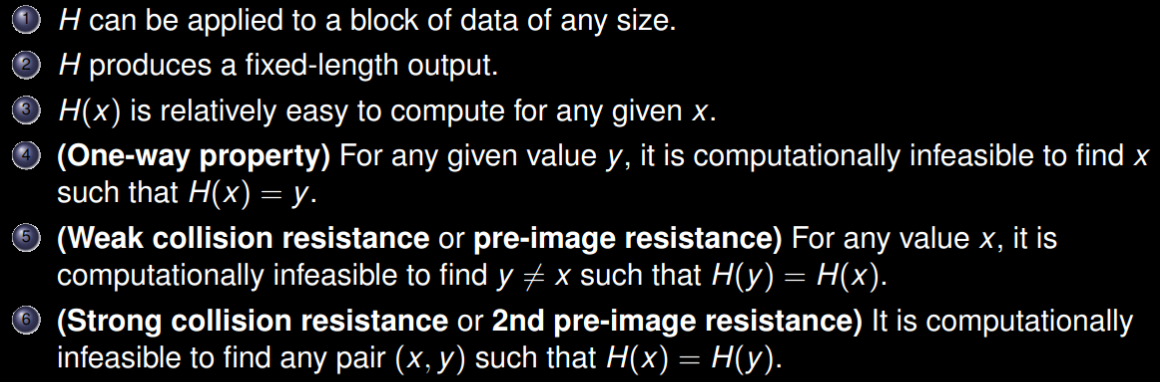 1 H can be applied to a block of data of any size.
2 H produces a fixed-length output.
3 H(x) is relatively easy to compute for any given x.
4 (One-way property) For any given value y, it is computationally infeasible to find x
such that H(x) = y.
5 (Weak collision resistance or pre-image resistance) For any value x, it is
computationally infeasible to find y ≠ x such that H(y) = H(x).
6 (Strong collision resistance or 2nd pre-image resistance) It is computationally
infeasible to find any pair (x, y) such that H(x) = H(y).